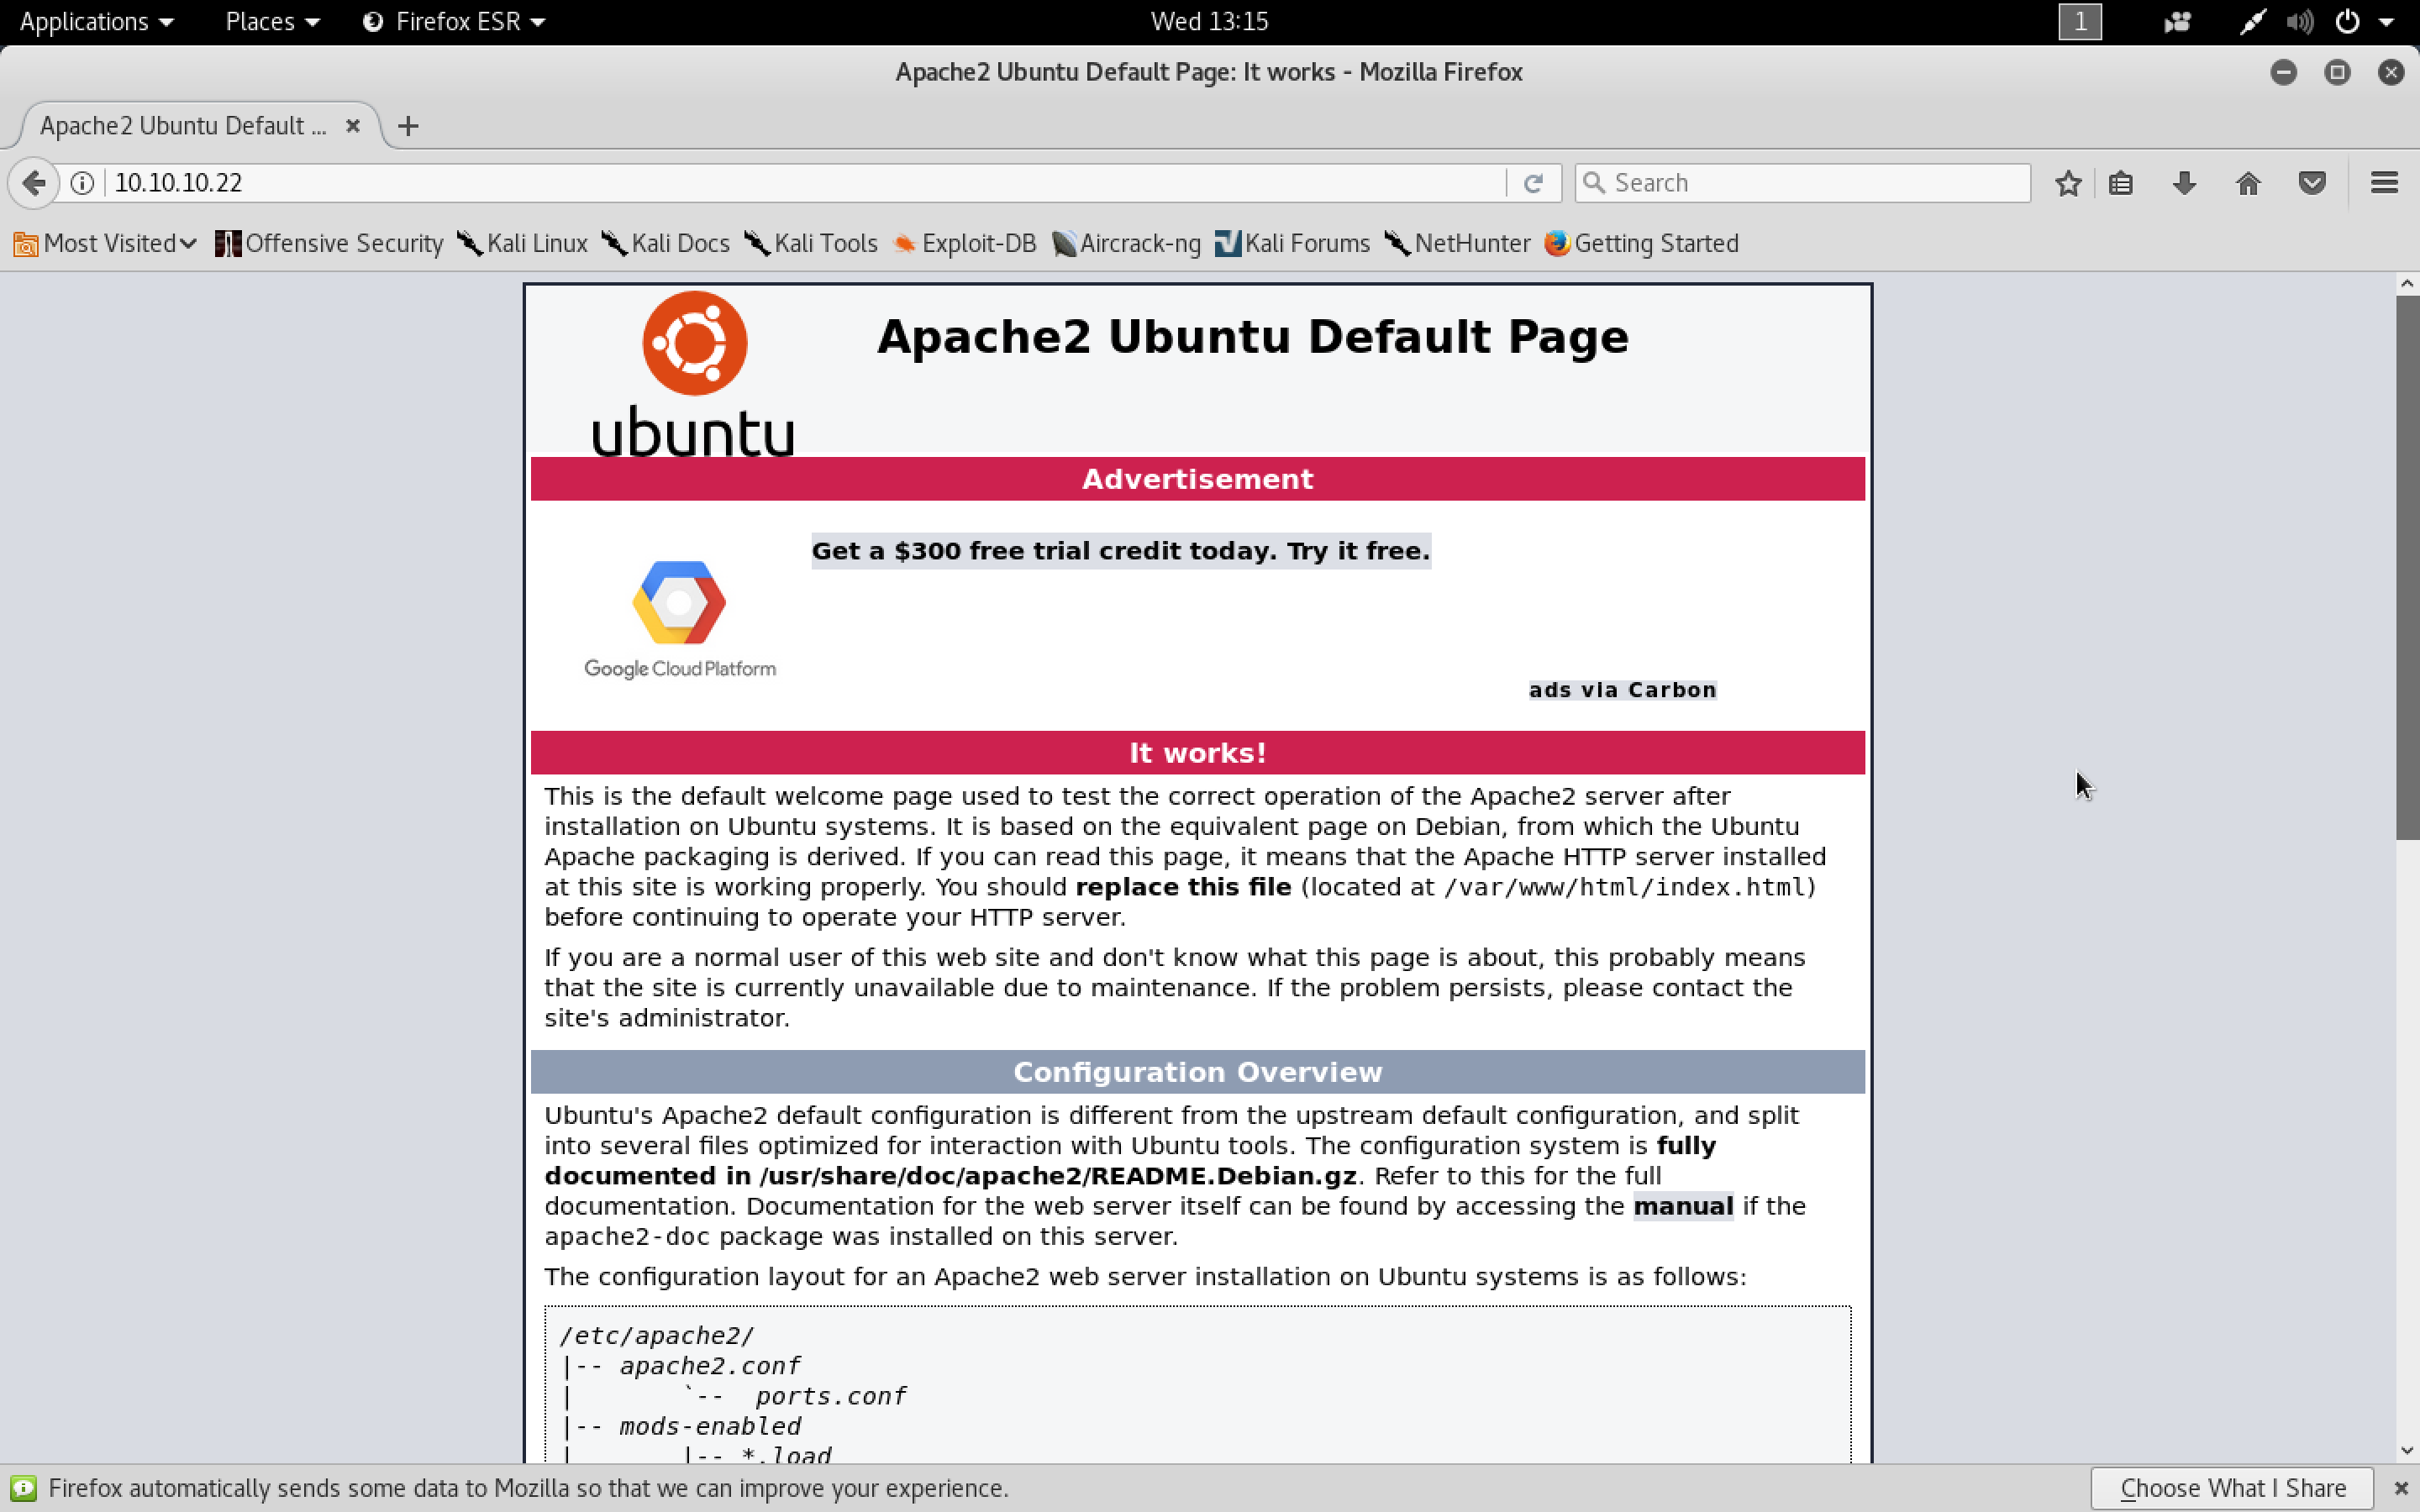 Applications Places Firefox ESR Wed 13:15 1
Apache2 Ubuntu Default Page: It works - Mozilla Firefox
Apache2 Ubuntu Default ...
10.10.10.22 Search
Most Visited Offensive Security Kali Linux Kali Docs Kali Tools Exploit-DB Aircrack-ng Kali Forums NetHunter Getting Started
Apache2 Ubuntu Default Page
ubuntu
Advertisement
Get a $300 free trial credit today. Try it free.
Google Cloud Platform
ads via Carbon
It works!
This is the default welcome page used to test the correct operation of the Apache2 server after
installation on Ubuntu systems. It is based on the equivalent page on Debian, from which the Ubuntu
Apache packaging is derived. If you can read this page, it means that the Apache HTTP server installed
at this site is working properly. You should replace this file (located at /var/www/html/index.html)
before continuing to operate your HTTP server.
If you are a normal user of this web site and don't know what this page is about, this probably means
that the site is currently unavailable due to maintenance. If the problem persists, please contact the
site's administrator.
Configuration Overview
Ubuntu's Apache2 default configuration is different from the upstream default configuration, and split
into several files optimized for interaction with Ubuntu tools. The configuration system is fully
documented in /usr/share/doc/apache2/README.Debian.gz. Refer to this for the full
documentation. Documentation for the web server itself can be found by accessing the manual if the
apache2-doc package was installed on this server.
The configuration layout for an Apache2 web server installation on Ubuntu systems is as follows:
/etc/apache2/
|-- apache2.conf
|       `--  ports.conf
|-- mods-enabled
|       |-- *.load
Firefox automatically sends some data to Mozilla so that we can improve your experience. Choose What I Share